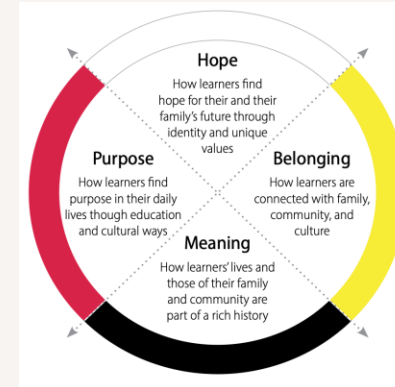 Hope
How learners find
hope for their and their
family's future through
identity and unique
values
Purpose
How learners find
purpose in their daily
lives though education
and cultural ways
Belonging
How learners are
connected with family,
community, and
culture
Meaning
How learners' lives and
those of their family
and community are
part of a rich history